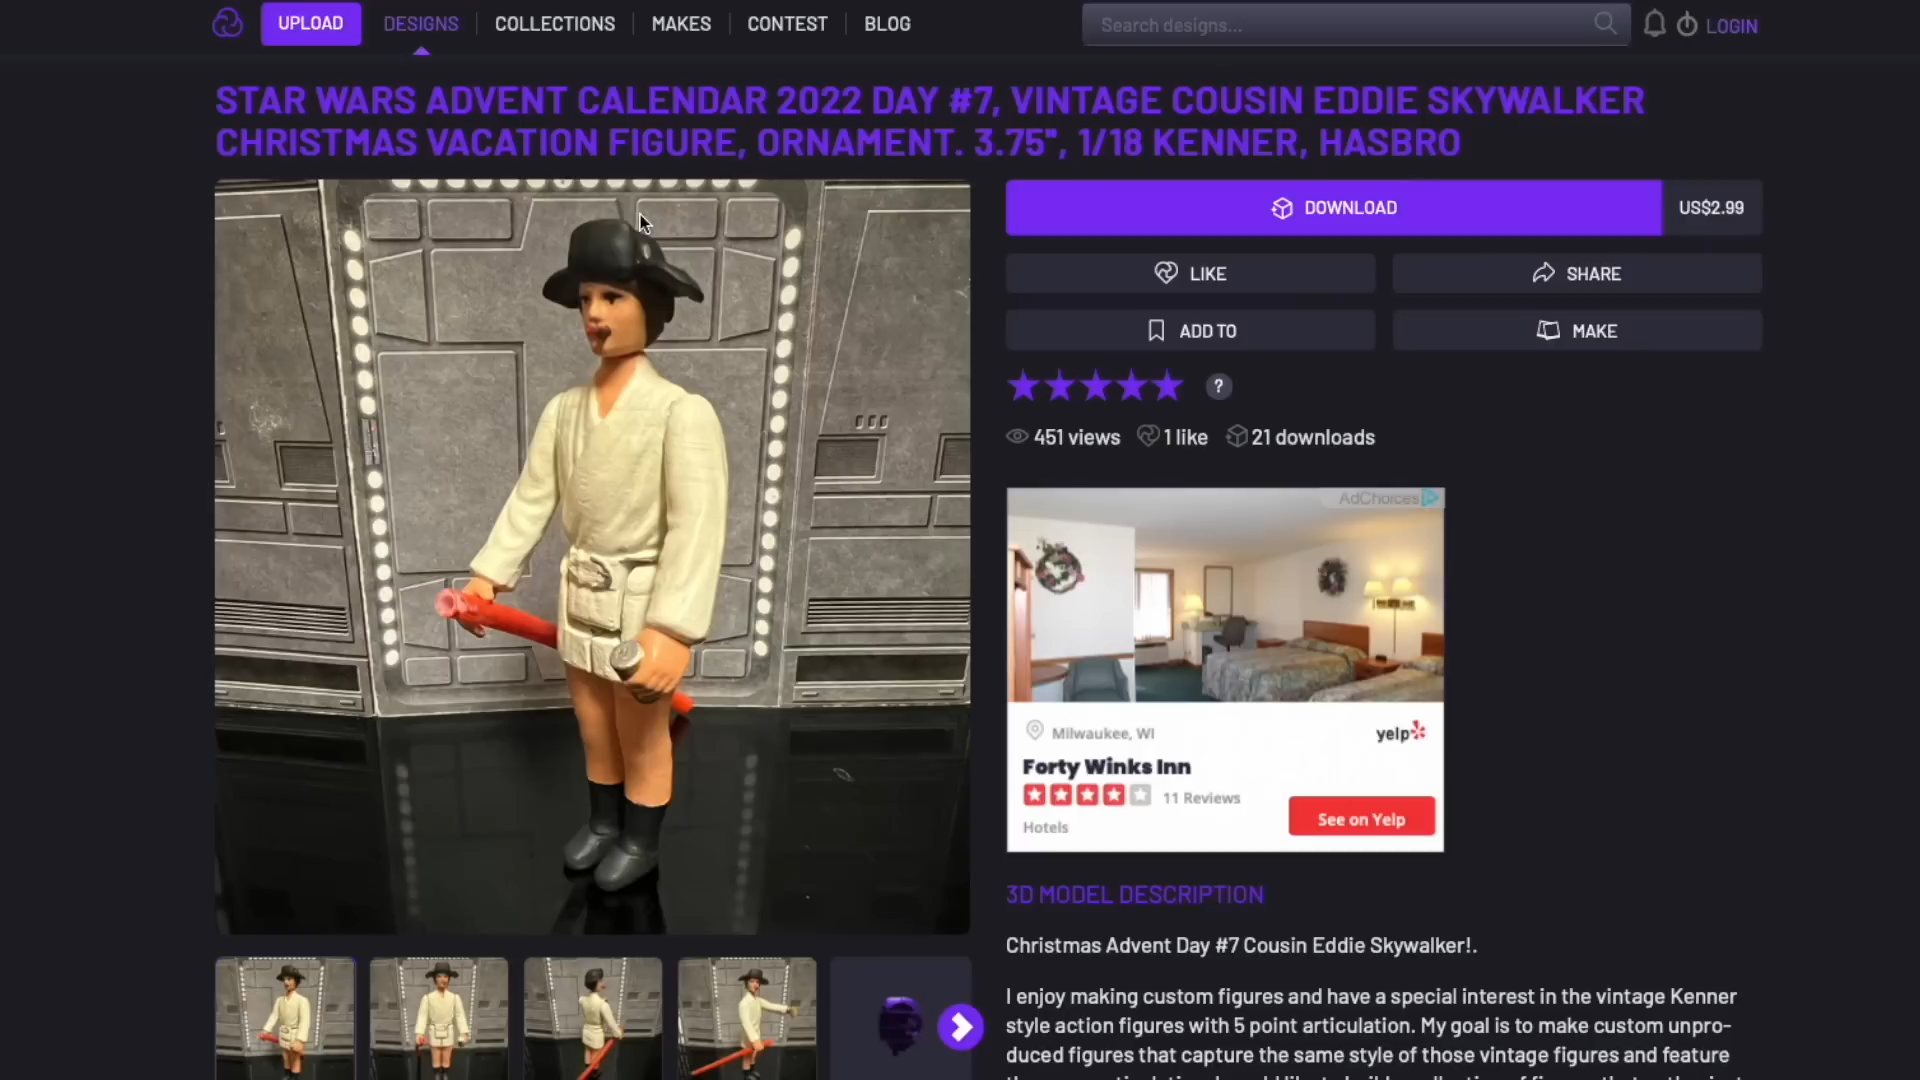 UPLOAD
DESIGNS
COLLECTIONS
MAKES
CONTEST
BLOG
Search designs...
LOGIN
STAR WARS ADVENT CALENDAR 2022 DAY #7, VINTAGE COUSIN EDDIE SKYWALKER
CHRISTMAS VACATION FIGURE, ORNAMENT. 3.75", 1/18 KENNER, HASBRO
DOWNLOAD
US$2.99
LIKE
SHARE
ADD TO
MAKE
?
451 views
1 like
21 downloads
AdChoices
Milwaukee, WI
yelp
Forty Winks Inn
11 Reviews
Hotels
See on Yelp
3D MODEL DESCRIPTION
Christmas Advent Day #7 Cousin Eddie Skywalker!.
I enjoy making custom figures and have a special interest in the vintage Kenner
style action figures with 5 point articulation. My goal is to make custom unpro-
duced figures that capture the same style of those vintage figures and feature